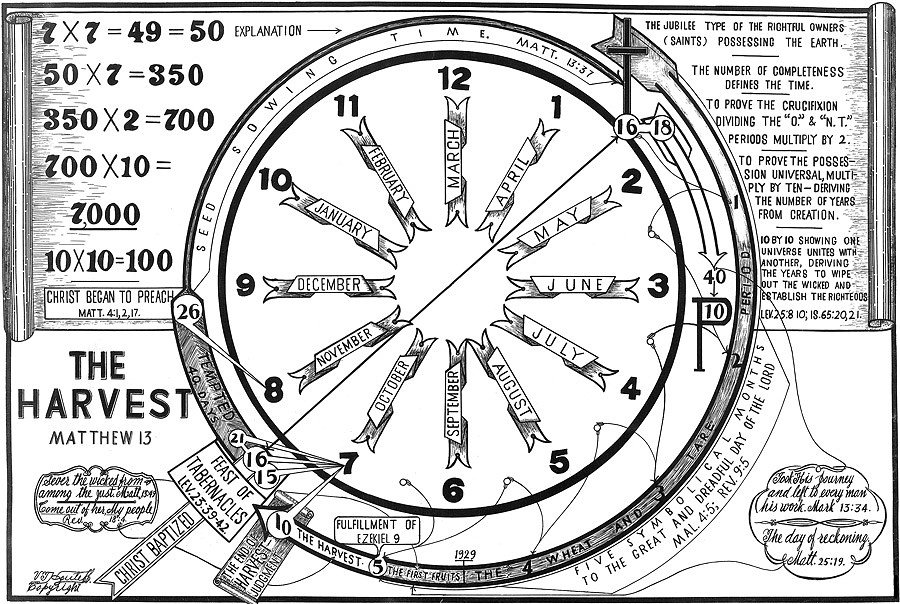 7 X 7 = 49 = 50 EXPLANATION
50 X 7 = 350
350 X 2 = 700
700 X 10 =
7,000
10 X 10 = 100
CHRIST BEGAN TO PREACH
MATT. 4:1,2,17.
THE
HARVEST
MATTHEW 13
Sever the wicked from
among the just. Matt. 13:49
Come out of her, My people
Rev. 18:4
CHRIST BAPTIZED
FEAST OF
TABERNACLES
LEV. 23:39-42
Copyright
SEED SOWING TIME. MATT. 13:37
12
1
2
3
4
5
6
7
8
9
10
11
MARCH
APRIL
MAY
JUNE
JULY
AUGUST
SEPTEMBER
OCTOBER
NOVEMBER
DECEMBER
JANUARY
FEBRUARY
16
18
40
10
26
TEMPTED
40 DAYS
21
16
15
10
THE END OF
HARVEST
JUDGMENT
THE HARVEST
5
FULFILLMENT OF
EZEKIEL 9
THE FIRST FRUITS
1929
THE WHEAT AND TARE PERIOD
1
2
3
4
FIVE SYMBOLICAL MONTHS
TO THE GREAT AND DREADFUL DAY OF THE LORD
MAL. 4:5; REV. 9:5
THE JUBILEE TYPE OF THE RIGHTFUL OWNERS
(SAINTS) POSSESSING THE EARTH.
THE NUMBER OF COMPLETENESS
DEFINES THE TIME.
TO PROVE THE CRUCIFIXION
DIVIDING THE "O." & "N.T."
PERIODS MULTIPLY BY 2.
TO PROVE THE POSSES-
SION UNIVERSAL, MULTI-
PLY BY TEN — DERIVING
THE NUMBER OF YEARS
FROM CREATION.
10 BY 10 SHOWING ONE
UNIVERSE UNITES WITH
ANOTHER, DERIVING
THE YEARS TO WIPE
OUT THE WICKED AND
ESTABLISH THE RIGHTEOUS
LEV. 25:8-10; IS. 65:20,21.
Took His journey
and left to every man
his work. Mark 13:34.
The day of reckoning.
Matt. 25:19.